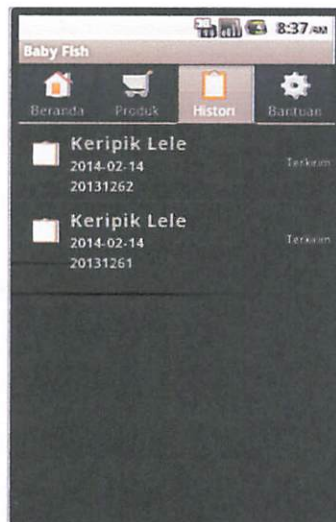 8:37 AM
Baby Fish
Beranda Produk Histori Bantuan
Keripik Lele
2014-02-14
Terkirim
20131262
Keripik Lele
2014-02-14
Terkirim
20131261